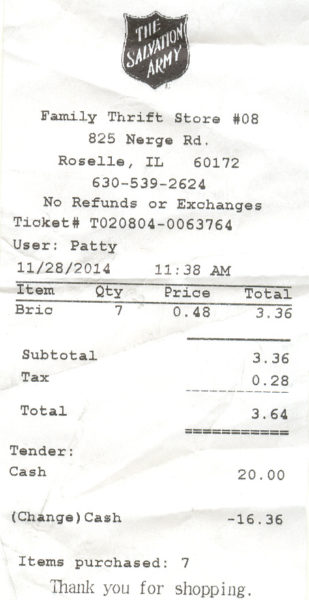 THE
SALVATION
ARMY
Family Thrift Store #08
825 Nerge Rd.
Roselle, IL 60172
630-539-2624
No Refunds or Exchanges
Ticket# T020804-0063764
User: Patty
11/28/2014 11:38 AM
Item Qty Price Total
Bric 7 0.48 3.36
Subtotal 3.36
Tax 0.28
Total 3.64
Tender:
Cash 20.00
(Change)Cash -16.36
Items purchased: 7
Thank you for shopping.